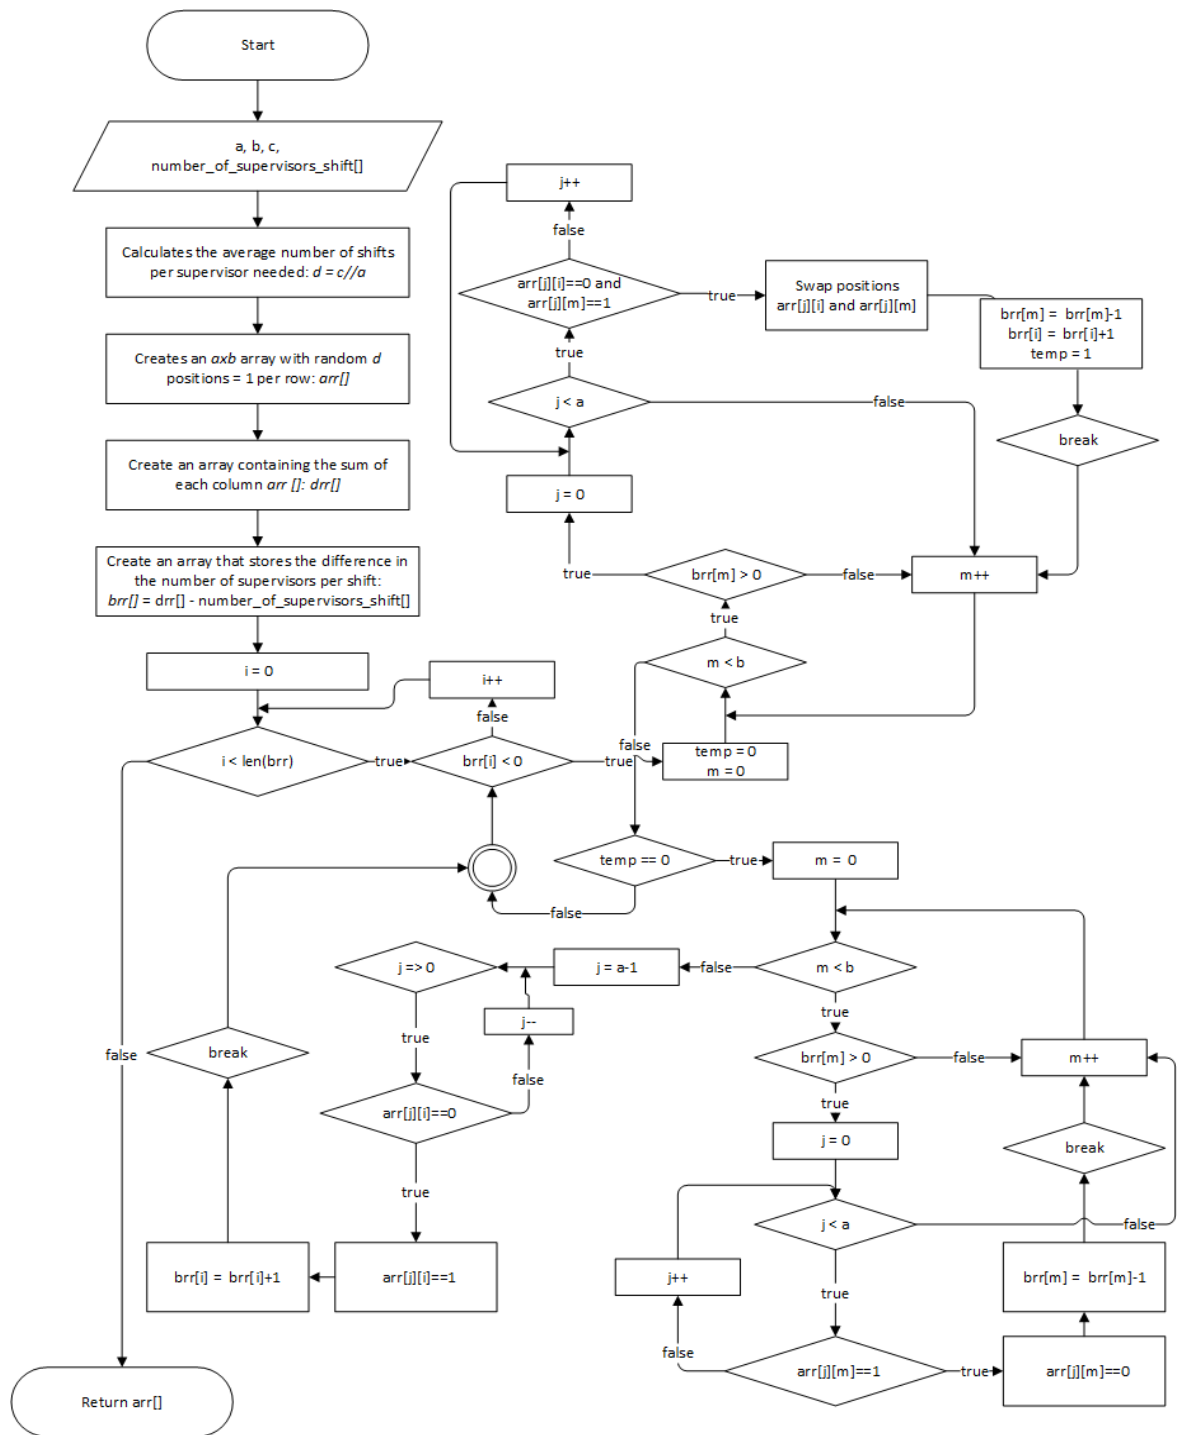 Start
a, b, c,
number_of_supervisors_shift[]
Calculates the average number of shifts
per supervisor needed: d = c//a
Creates an axb array with random d
positions = 1 per row: arr[]
Create an array containing the sum of
each column arr []: drr[]
Create an array that stores the difference in
the number of supervisors per shift:
brr[] = drr[] - number_of_supervisors_shift[]
i = 0
i < len(brr)
true
false
Return arr[]
i++
false
brr[i] < 0
true
temp = 0
m = 0
m < b
true
false
brr[m] > 0
true
false
m++
j = 0
j < a
true
false
arr[j][i]==0 and
arr[j][m]==1
false
j++
true
Swap positions
arr[j][i] and arr[j][m]
brr[m] = brr[m]-1
brr[i] = brr[i]+1
temp = 1
break
temp == 0
true
false
m = 0
m < b
false
true
j = a-1
j => 0
true
j--
false
arr[j][i]==0
true
arr[j][i]==1
brr[i] = brr[i]+1
break
brr[m] > 0
false
true
m++
j = 0
break
j < a
false
true
j++
false
arr[j][m]==1
true
arr[j][m]==0
brr[m] = brr[m]-1